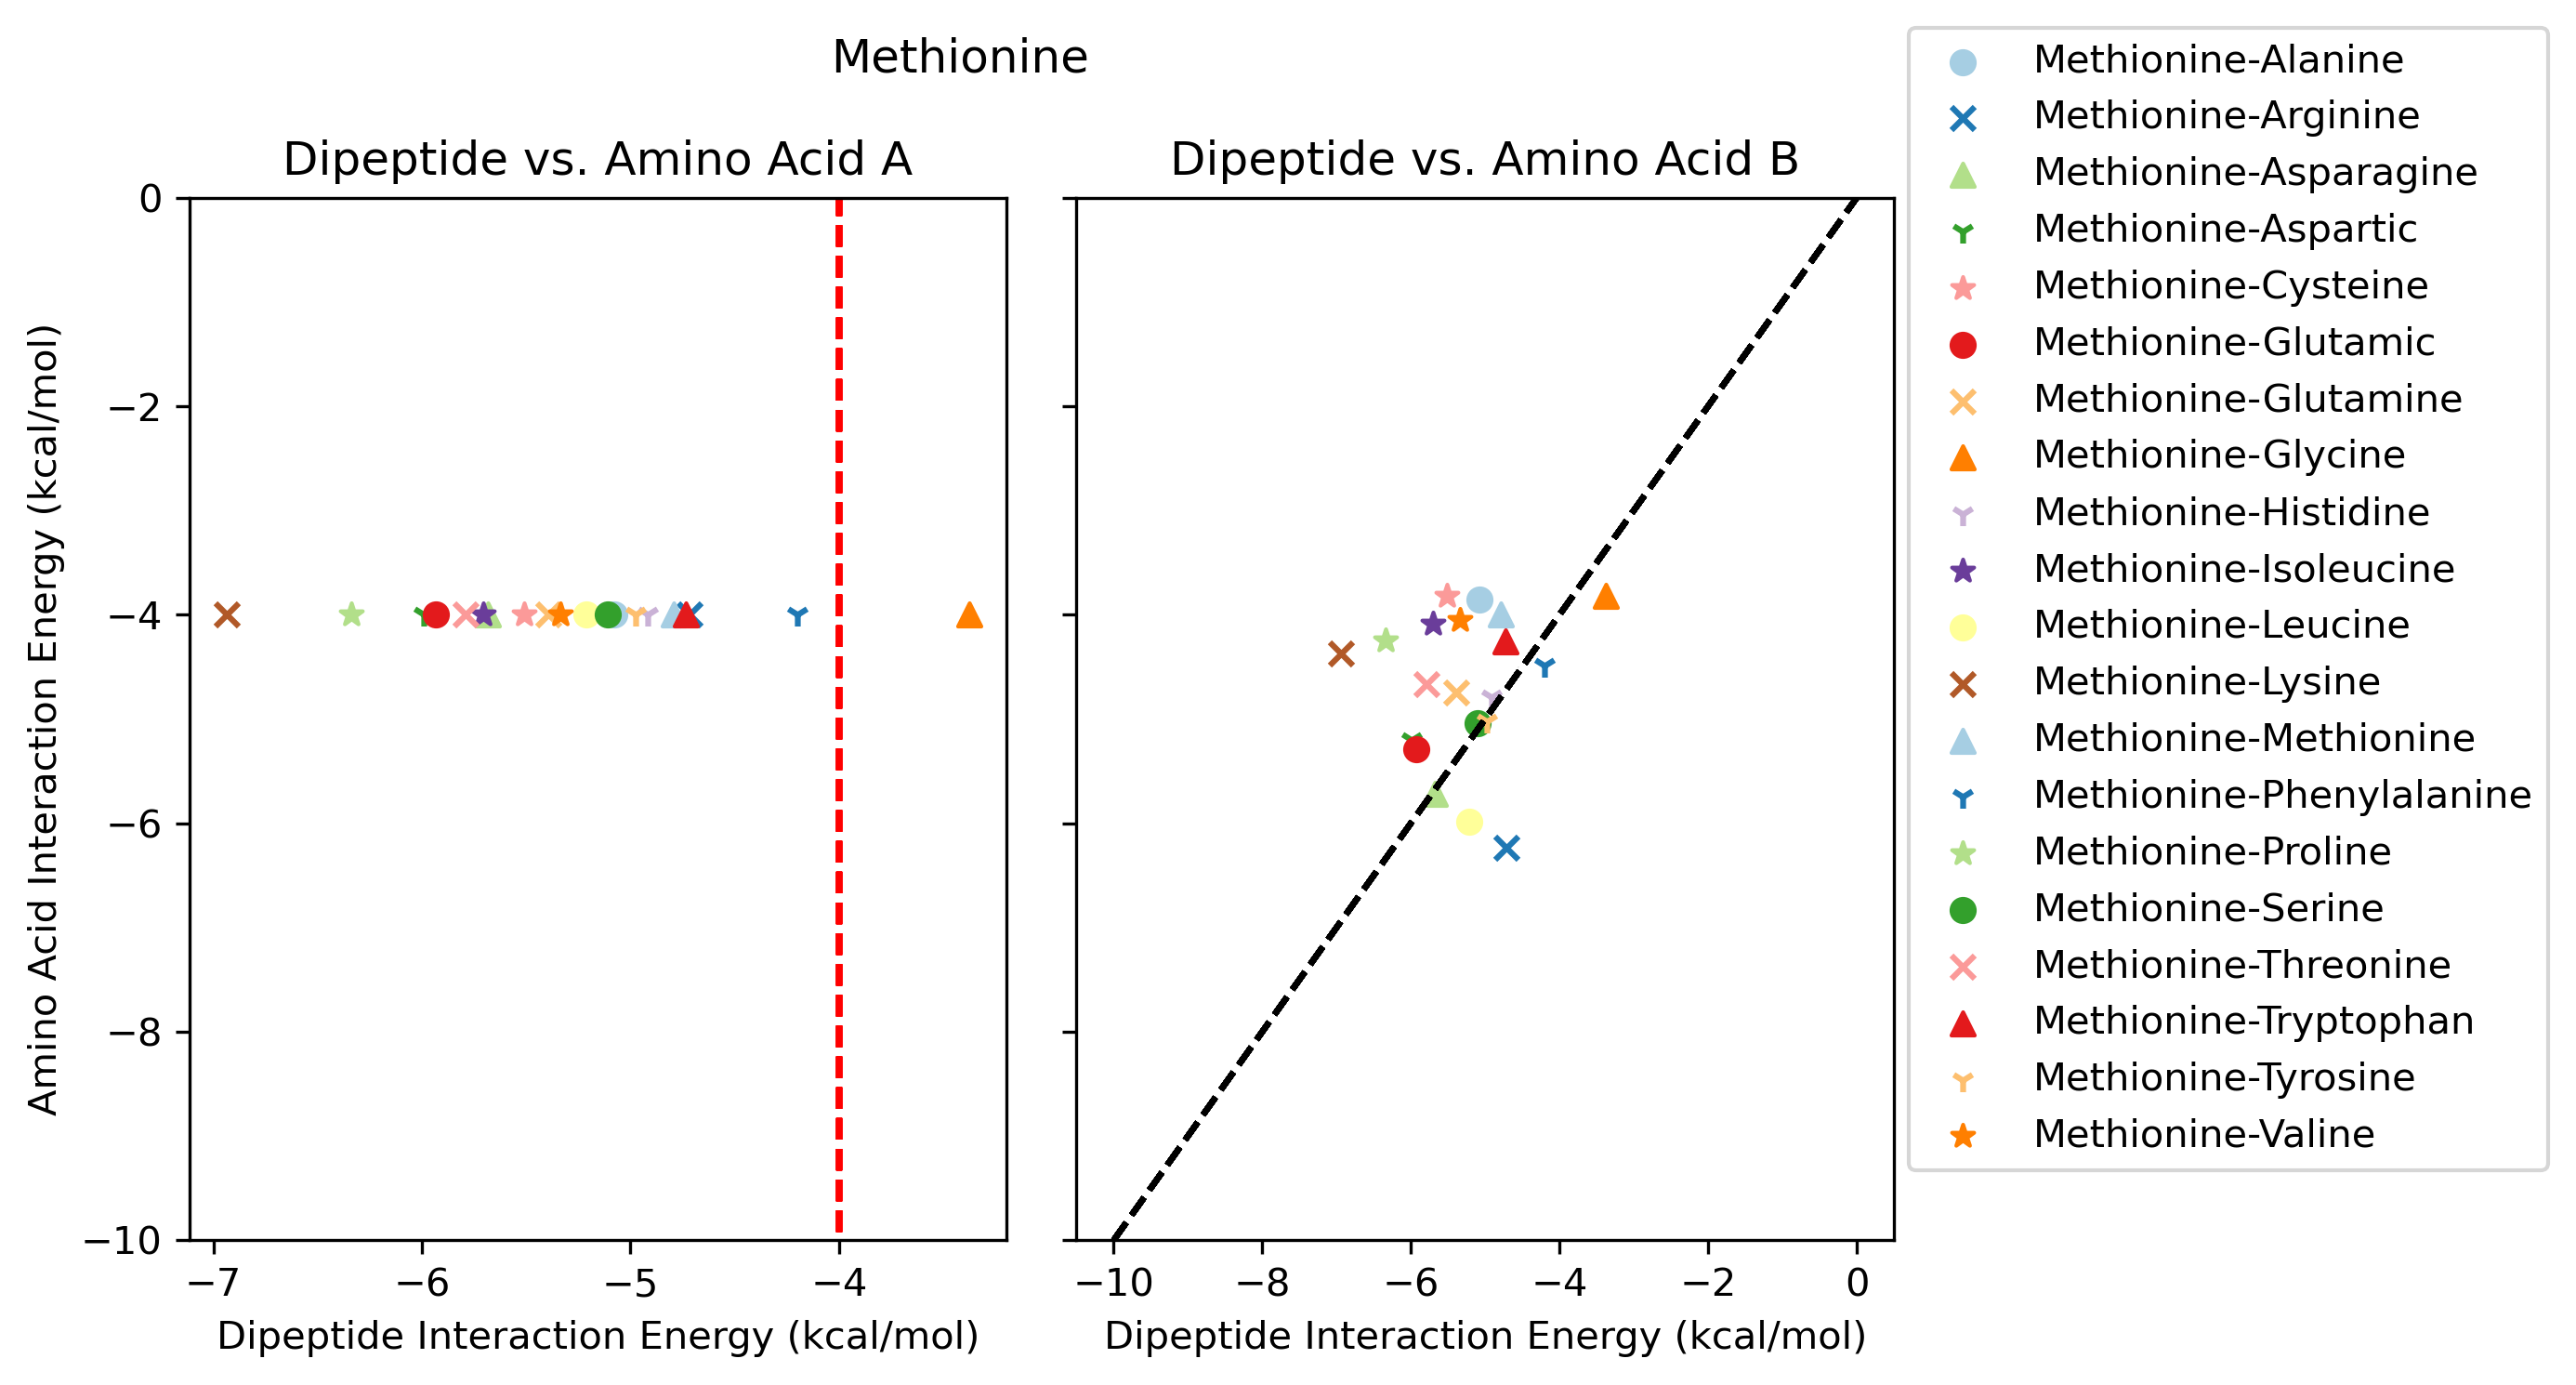 Methionine
Dipeptide vs. Amino Acid A
Dipeptide vs. Amino Acid B
Amino Acid Interaction Energy (kcal/mol)
0
−2
−4
−6
−8
−10
−7 −6 −5 −4
Dipeptide Interaction Energy (kcal/mol)
−10 −8 −6 −4 −2 0
Dipeptide Interaction Energy (kcal/mol)
Methionine-Alanine
Methionine-Arginine
Methionine-Asparagine
Methionine-Aspartic
Methionine-Cysteine
Methionine-Glutamic
Methionine-Glutamine
Methionine-Glycine
Methionine-Histidine
Methionine-Isoleucine
Methionine-Leucine
Methionine-Lysine
Methionine-Methionine
Methionine-Phenylalanine
Methionine-Proline
Methionine-Serine
Methionine-Threonine
Methionine-Tryptophan
Methionine-Tyrosine
Methionine-Valine